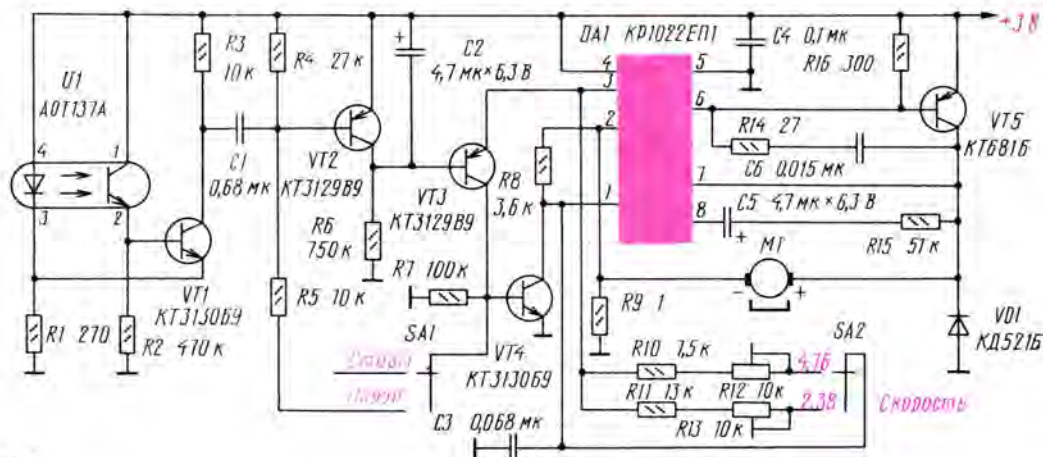 +3 В
DA1 КР1022ЕП1
C4 0,1 мк
R16 300
R3
10 к
R4 27 к
C2
4,7 мк × 6,3 В
U1
АОТ137А
4
1
3
2
C1
0,68 мк
VT2
КТ3129В9
VT3
КТ3129В9
R8
3,6 к
4
3
2
1
5
6
7
8
R14 27
C6 0,015 мк
VT5
КТ681Б
C5 4,7 мк × 6,3 В
+
R15 51 к
R6
750 к
R7 100 к
R5 10 к
VT1
КТ3130Б9
R1 270
R2 470 к
SA1
VT4
КТ3130Б9
R9 1
M1
-
+
VD1
КД521Б
SA2
R10 7,5 к
R11 13 к
R12 10 к
R13 10 к
4,76
2,38
Скорость
C3 0,068 мк